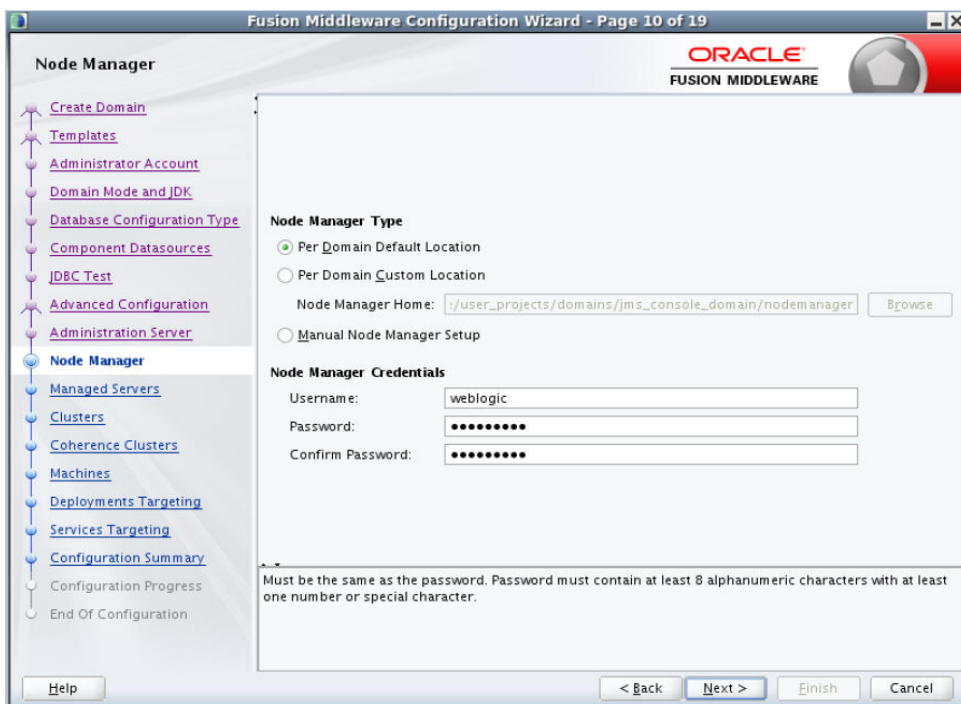 Fusion Middleware Configuration Wizard - Page 10 of 19
Node Manager
ORACLE
FUSION MIDDLEWARE
Create Domain
Templates
Administrator Account
Domain Mode and JDK
Database Configuration Type
Component Datasources
JDBC Test
Advanced Configuration
Administration Server
Node Manager
Managed Servers
Clusters
Coherence Clusters
Machines
Deployments Targeting
Services Targeting
Configuration Summary
Configuration Progress
End Of Configuration
Node Manager Type
Per Domain Default Location
Per Domain Custom Location
Node Manager Home: :/user_projects/domains/jms_console_domain/nodemanager Browse
Manual Node Manager Setup
Node Manager Credentials
Username: weblogic
Password: •••••••••
Confirm Password: •••••••••
Must be the same as the password. Password must contain at least 8 alphanumeric characters with at least
one number or special character.
Help < Back Next > Finish Cancel